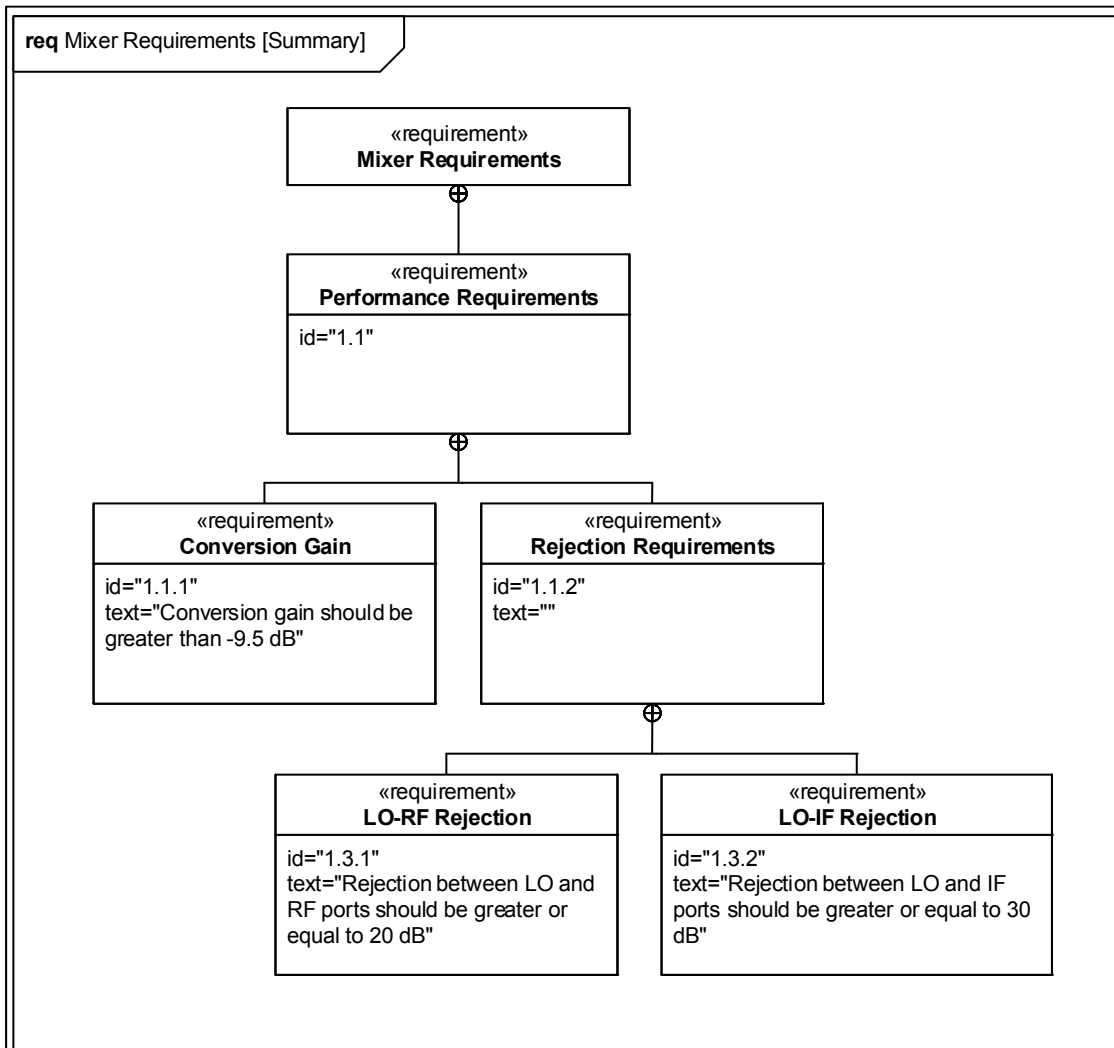 req Mixer Requirements [Summary]
«requirement»
Mixer Requirements
«requirement»
Performance Requirements
id="1.1"
«requirement»
Conversion Gain
id="1.1.1"
text="Conversion gain should be
greater than -9.5 dB"
«requirement»
Rejection Requirements
id="1.1.2"
text=""
«requirement»
LO-RF Rejection
id="1.3.1"
text="Rejection between LO and
RF ports should be greater or
equal to 20 dB"
«requirement»
LO-IF Rejection
id="1.3.2"
text="Rejection between LO and IF
ports should be greater or equal to 30
dB"